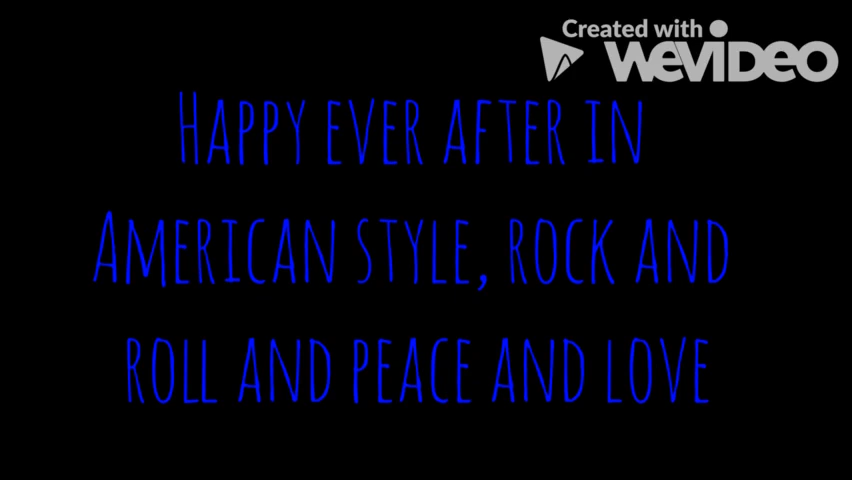 Created with
WEVIDEO
Happy ever after in
American style, rock and
roll and peace and love